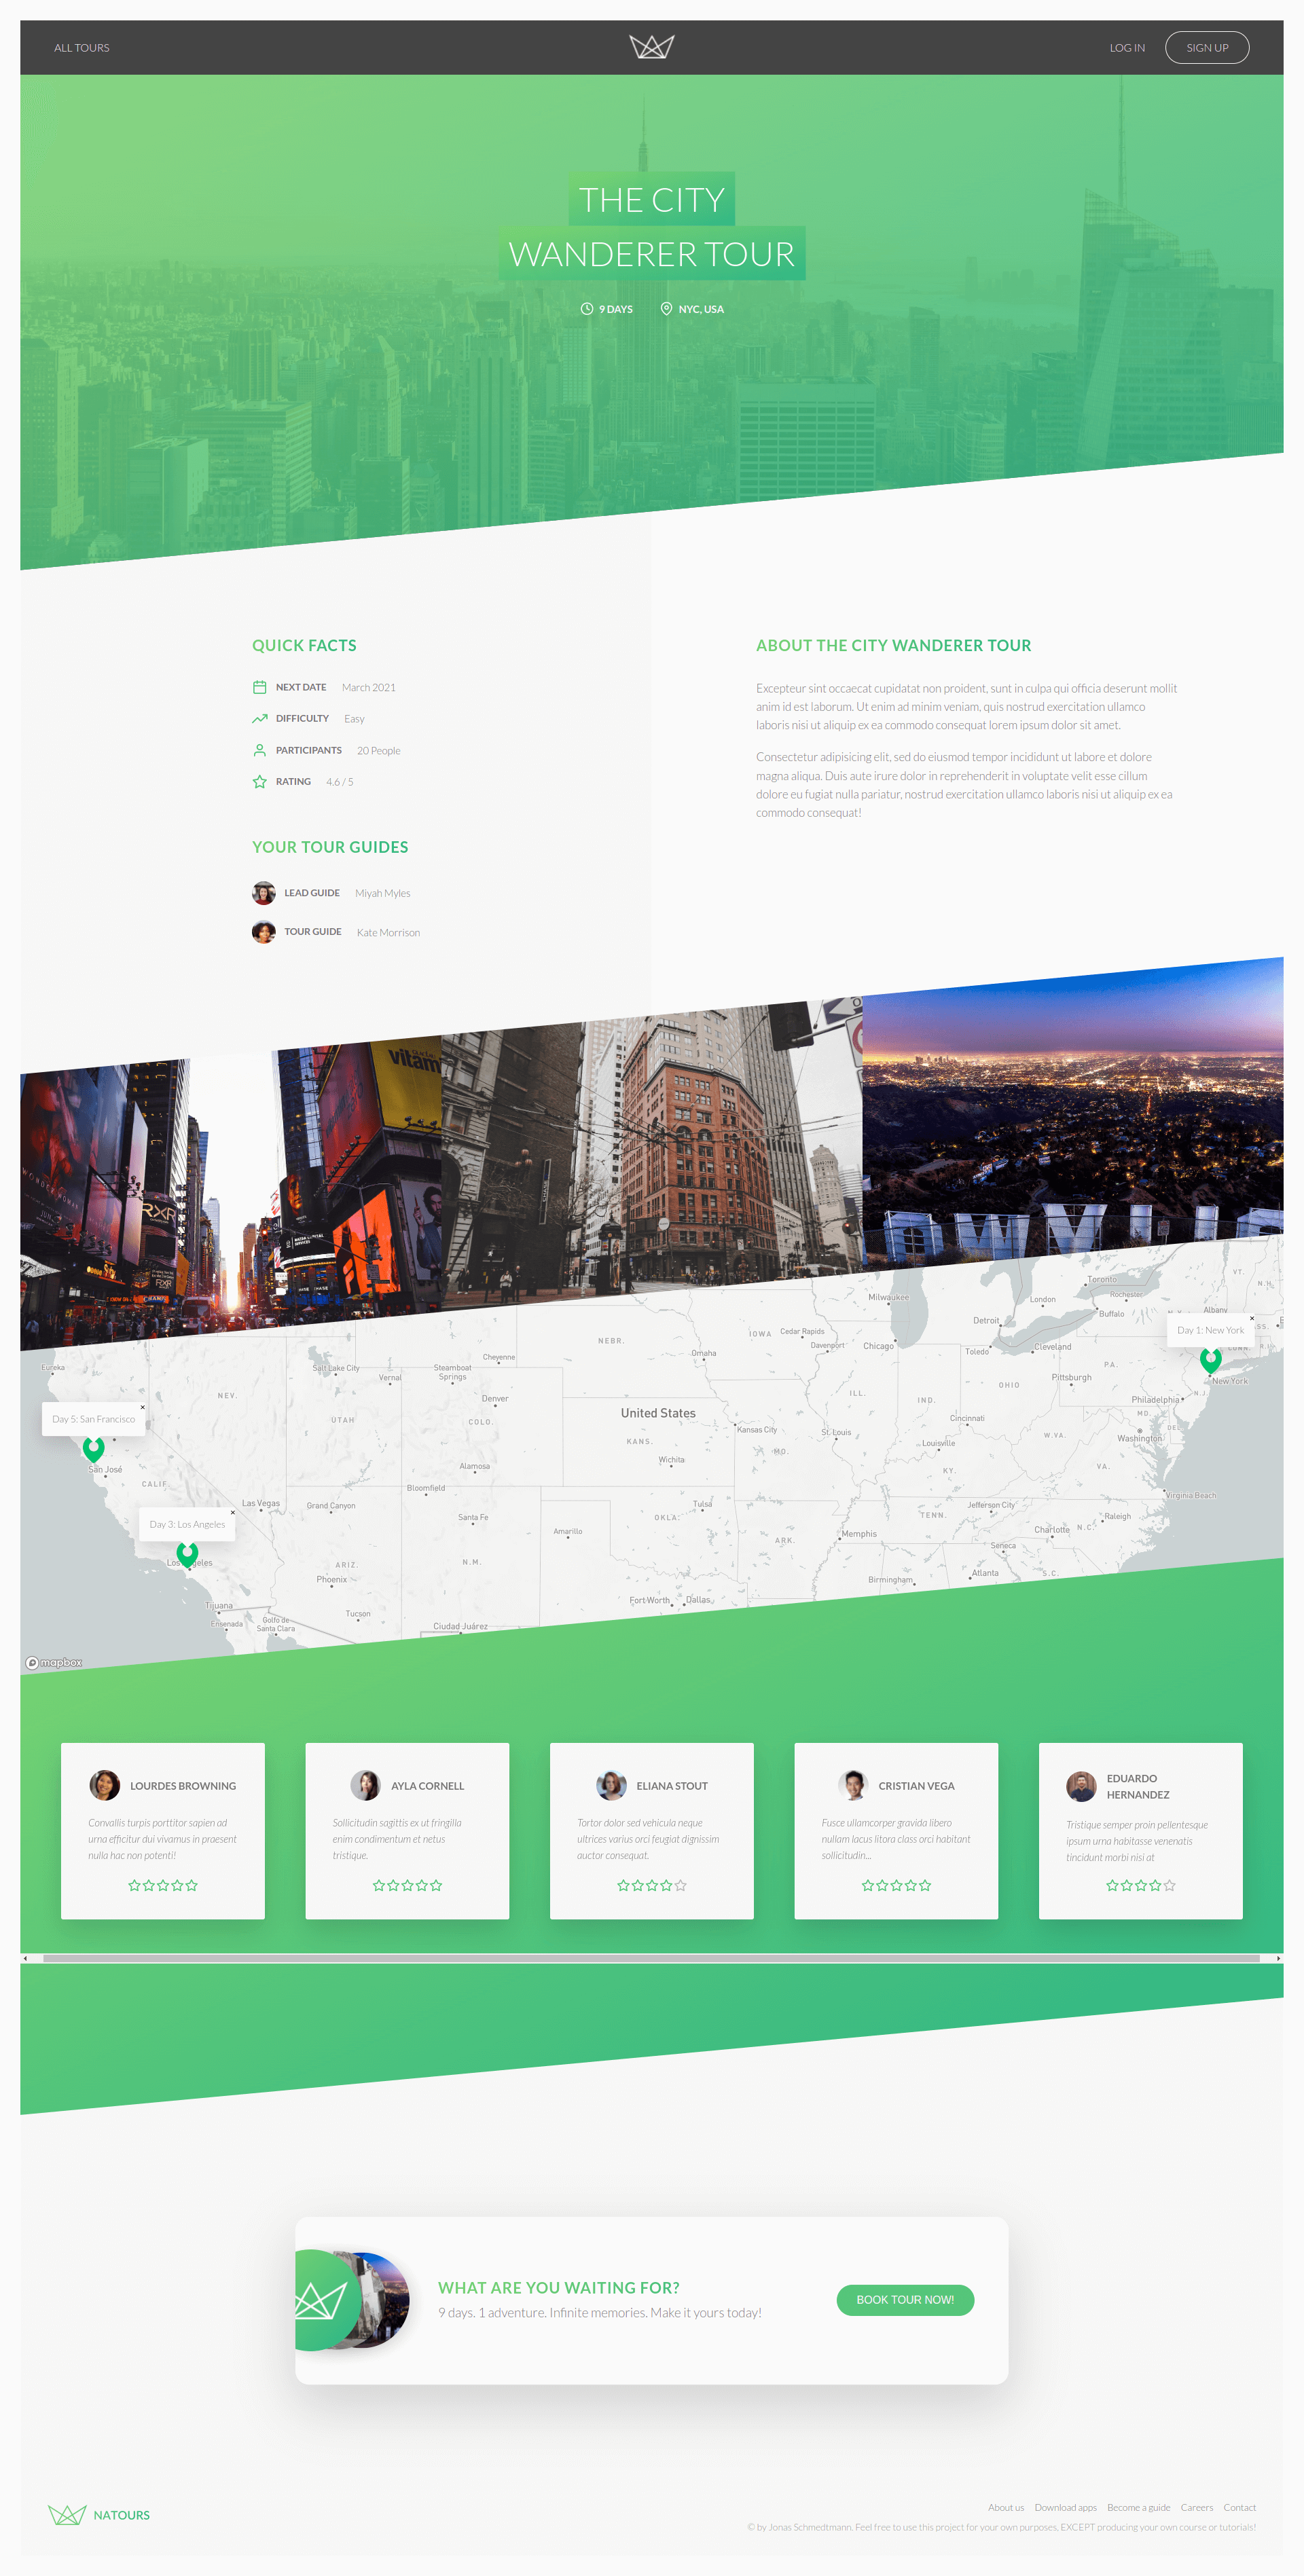 ALL TOURS
LOG IN
SIGN UP
THE CITY
WANDERER TOUR
9 DAYS
NYC, USA
QUICK FACTS
NEXT DATE March 2021
DIFFICULTY Easy
PARTICIPANTS 20 People
RATING 4.6 / 5
YOUR TOUR GUIDES
LEAD GUIDE Miyah Myles
TOUR GUIDE Kate Morrison
ABOUT THE CITY WANDERER TOUR
Excepteur sint occaecat cupidatat non proident, sunt in culpa qui officia deserunt mollit
anim id est laborum. Ut enim ad minim veniam, quis nostrud exercitation ullamco
laboris nisi ut aliquip ex ea commodo consequat lorem ipsum dolor sit amet.
Consectetur adipisicing elit, sed do eiusmod tempor incididunt ut labore et dolore
magna aliqua. Duis aute irure dolor in reprehenderit in voluptate velit esse cillum
dolore eu fugiat nulla pariatur, nostrud exercitation ullamco laboris nisi ut aliquip ex ea
commodo consequat!
vitam
RXR
RXR
Toronto
Rochester
VT.
N.H.
Milwaukee
London
Buffalo
Albany
Detroit
Day 1: New York
NEBR.
IOWA
Cedar Rapids
Davenport
Chicago
Toledo
Cleveland
Omaha
Eureka
Salt Lake City
Vernal
Steamboat
Springs
Cheyenne
PA.
Pittsburgh
New York
NEV.
Denver
ILL.
IND.
OHIO
Philadelphia
N.J.
Day 5: San Francisco
UTAH
COLO.
United States
Kansas City
St. Louis
Cincinnati
MD.
DEL
Washington
W.VA.
KANS.
MO.
Louisville
San José
Alamosa
Wichita
KY.
VA.
CALIF.
Bloomfield
Las Vegas
Grand Canyon
Tulsa
Jefferson City
Virginia Beach
Day 3: Los Angeles
Santa Fe
Amarillo
OKLA.
TENN.
Raleigh
Charlotte
N.C.
Memphis
ARK.
Seneca
ARIZ.
N.M.
Phoenix
Birmingham
Atlanta
S.C.
Tijuana
Ensenada
Golfo de
Santa Clara
Tucson
Ciudad Juárez
Fort Worth
Dallas
mapbox
LOURDES BROWNING
Convallis turpis porttitor sapien ad
urna efficitur dui vivamus in praesent
nulla hac non potenti!
AYLA CORNELL
Sollicitudin sagittis ex ut fringilla
enim condimentum et netus
tristique.
ELIANA STOUT
Tortor dolor sed vehicula neque
ultrices varius orci feugiat dignissim
auctor consequat.
CRISTIAN VEGA
Fusce ullamcorper gravida libero
nullam lacus litora class orci habitant
sollicitudin...
EDUARDO
HERNANDEZ
Tristique semper proin pellentesque
ipsum urna habitasse venenatis
tincidunt morbi nisi at
WHAT ARE YOU WAITING FOR?
9 days. 1 adventure. Infinite memories. Make it yours today!
BOOK TOUR NOW!
NATOURS
About us
Download apps
Become a guide
Careers
Contact
© by Jonas Schmedtmann. Feel free to use this project for your own purposes, EXCEPT producing your own course or tutorials!